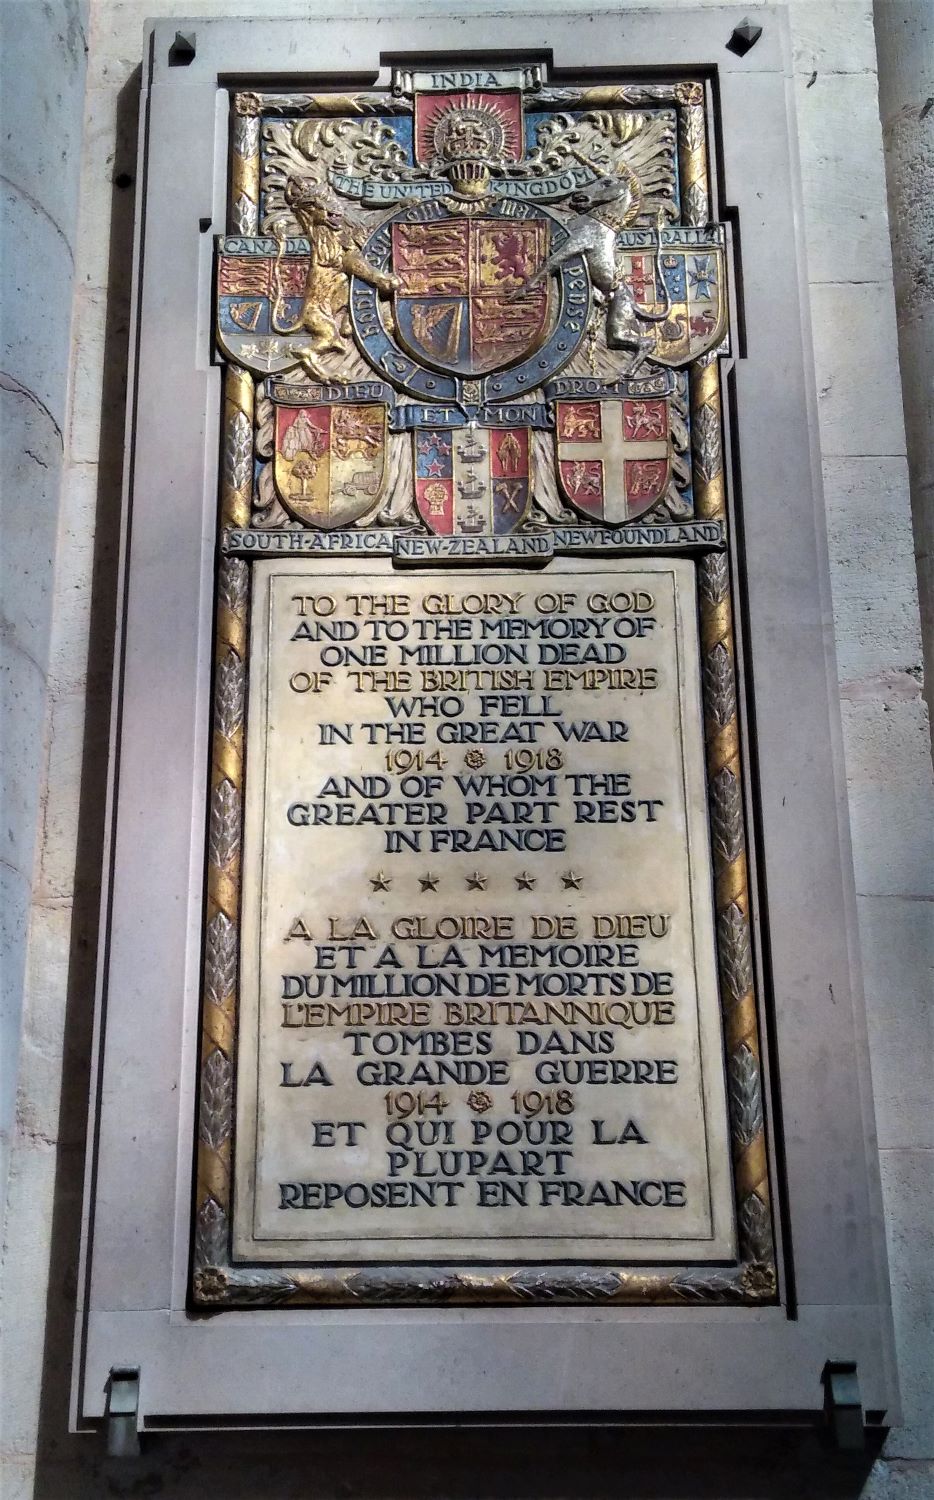 INDIA
THE UNITED KINGDOM
CANADA
AUSTRALIA
DIEU
ET MON
DROIT
SOUTH-AFRICA
NEW-ZEALAND
NEWFOUNDLAND
TO THE GLORY OF GOD
AND TO THE MEMORY OF
ONE MILLION DEAD
OF THE BRITISH EMPIRE
WHO FELL
IN THE GREAT WAR
1914 1918
AND OF WHOM THE
GREATER PART REST
IN FRANCE
A LA GLOIRE DE DIEU
ET A LA MEMOIRE
DU MILLION DE MORTS DE
L'EMPIRE BRITANNIQUE
TOMBES DANS
LA GRANDE GUERRE
1914 1918
ET QUI POUR LA
PLUPART
REPOSENT EN FRANCE